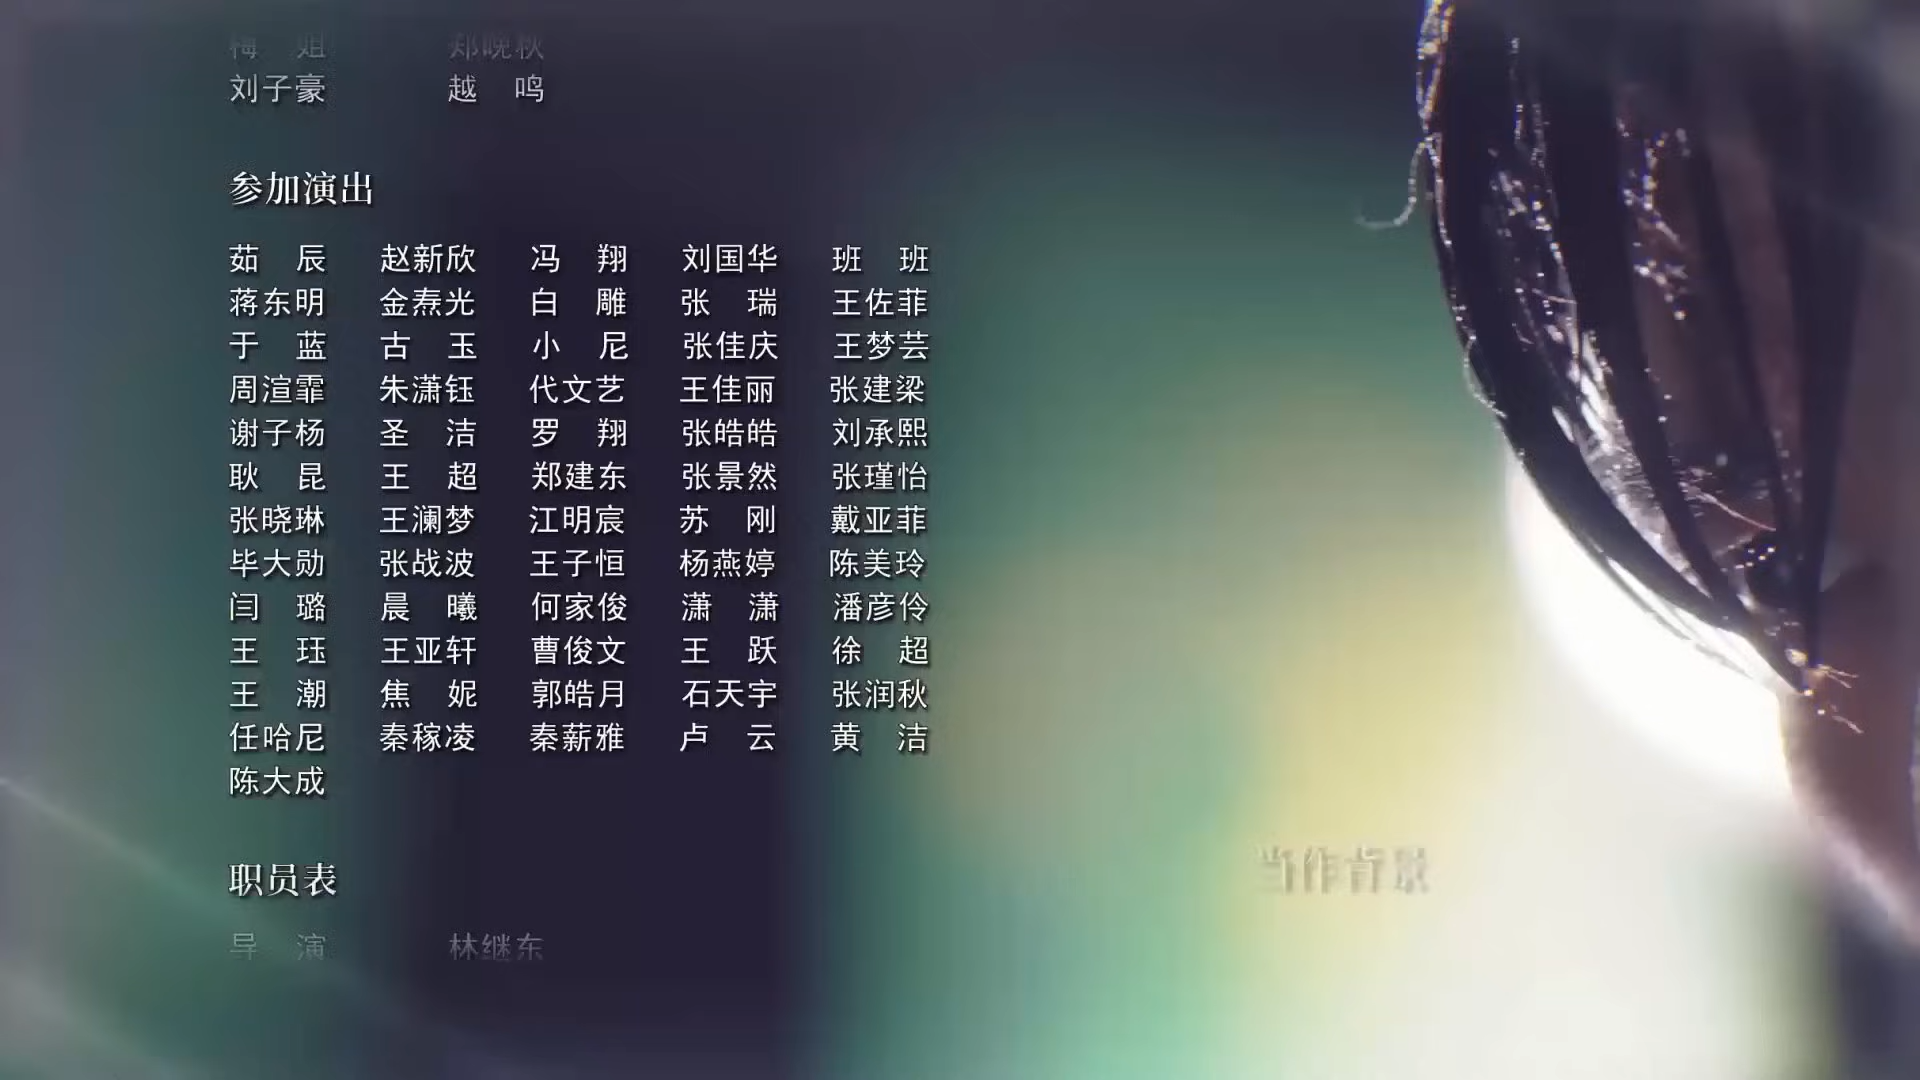 梅 姐 郑晚秋
刘子豪 越 鸣
参加演出
茹 辰 赵新欣 冯 翔 刘国华 班 班
蒋东明 金焘光 白 雕 张 瑞 王佐菲
于 蓝 古 玉 小 尼 张佳庆 王梦芸
周渲霏 朱潇钰 代文艺 王佳丽 张建梁
谢子杨 圣 洁 罗 翔 张皓皓 刘承熙
耿 昆 王 超 郑建东 张景然 张瑾怡
张晓琳 王澜梦 江明宸 苏 刚 戴亚菲
毕大勋 张战波 王子恒 杨燕婷 陈美玲
闫 璐 晨 曦 何家俊 潇 潇 潘彦伶
王 珏 王亚轩 曹俊文 王 跃 徐 超
王 潮 焦 妮 郭皓月 石天宇 张润秋
任哈尼 秦稼凌 秦薪雅 卢 云 黄 洁
陈大成
职员表
当作背景
导 演 林继东